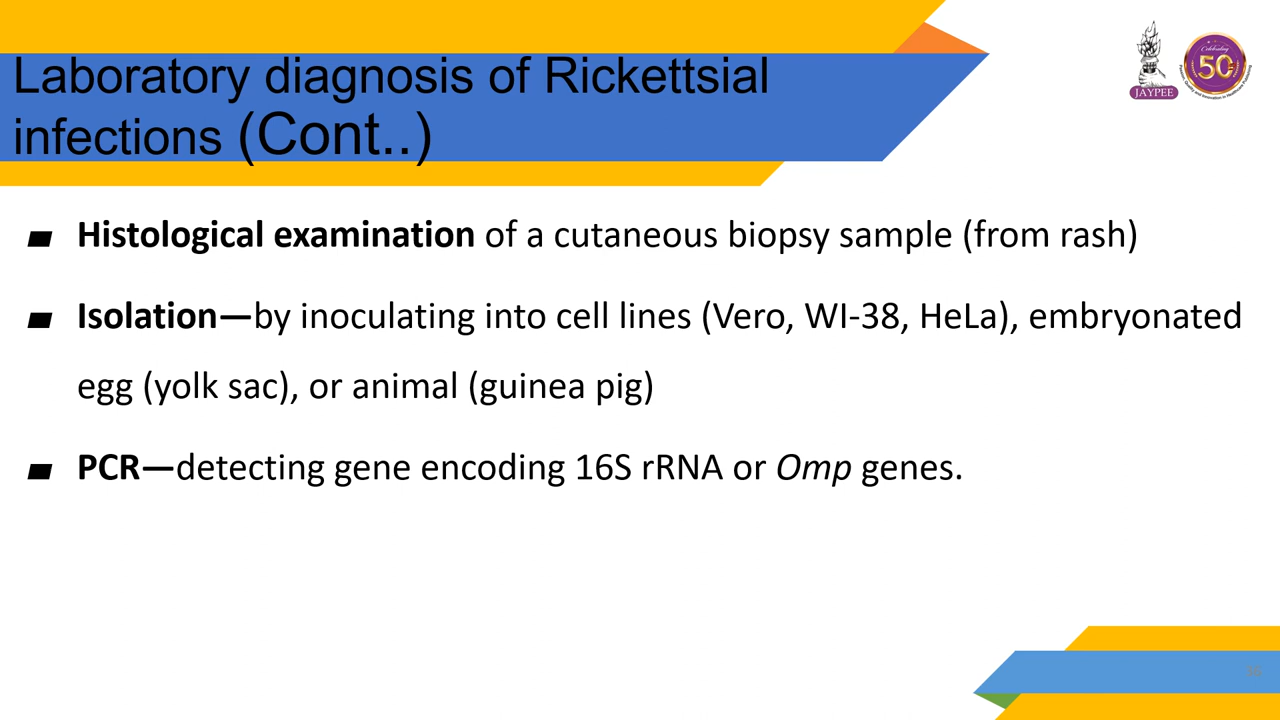 Laboratory diagnosis of Rickettsial
infections (Cont..)
JAYPEE
Celebrating
50
▰ Histological examination of a cutaneous biopsy sample (from rash)
▰ Isolation—by inoculating into cell lines (Vero, WI-38, HeLa), embryonated
egg (yolk sac), or animal (guinea pig)
▰ PCR—detecting gene encoding 16S rRNA or Omp genes.